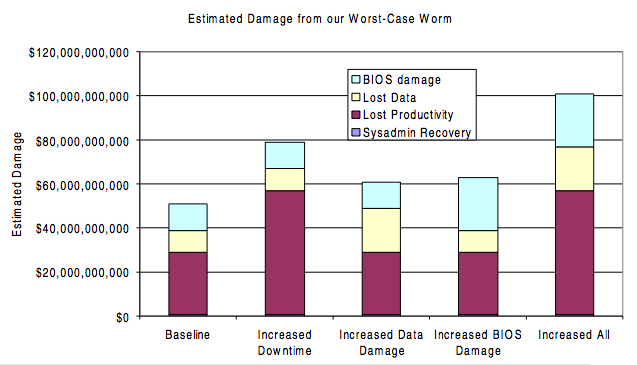 Estimated Damage from our Worst-Case Worm
$120,000,000,000
$100,000,000,000
$80,000,000,000
$60,000,000,000
$40,000,000,000
$20,000,000,000
$0
Estimated Damage
BIOS damage
Lost Data
Lost Productivity
Sysadmin Recovery
Baseline
Increased
Downtime
Increased Data
Damage
Increased BIOS
Damage
Increased All